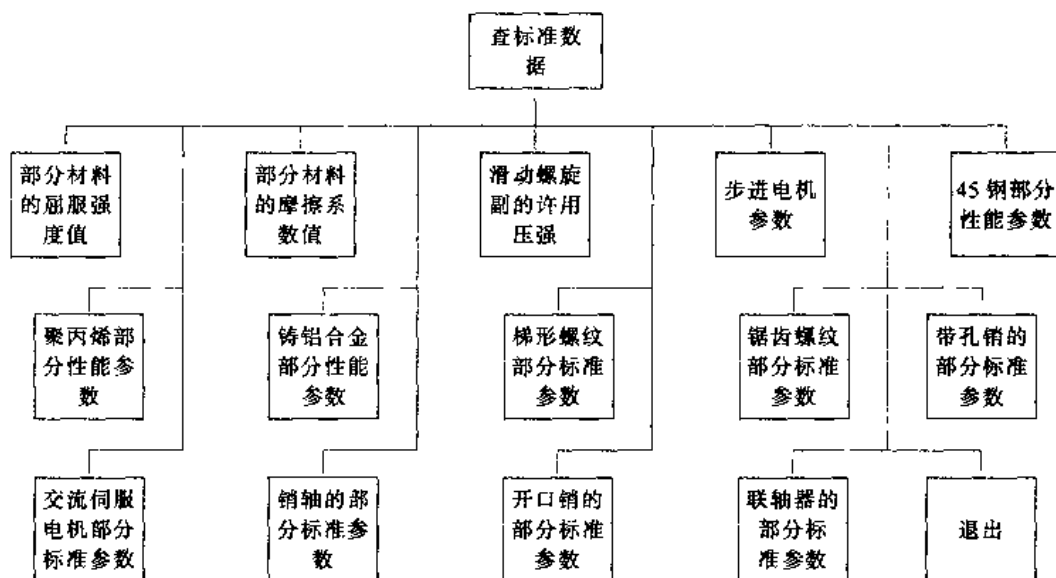 查标准数
据
部分材料
的屈服强
度值
部分材料
的摩擦系
数值
滑动螺旋
副的许用
压强
步进电机
参数
45 钢部分
性能参数
聚丙烯部
分性能参
数
铸铝合金
部分性能
参数
梯形螺纹
部分标准
参数
锯齿螺纹
部分标准
参数
带孔销的
部分标准
参数
交流伺服
电机部分
标准参数
销轴的部
分标准参
数
开口销的
部分标准
参数
联轴器的
部分标
准参数
退出